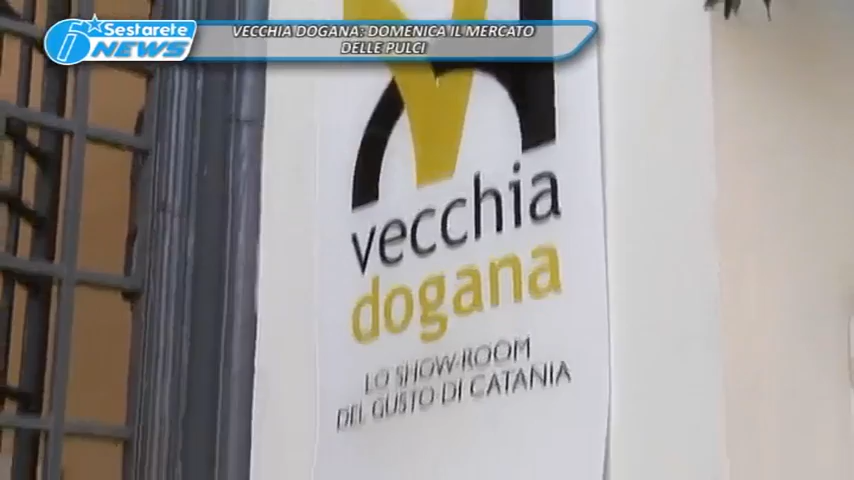 Sestarete
NEWS
VECCHIA DOGANA: DOMENICA IL MERCATO
DELLE PULCI
vecchia
dogana
LO SHOW-ROOM
DEL GUSTO DI CATANIA